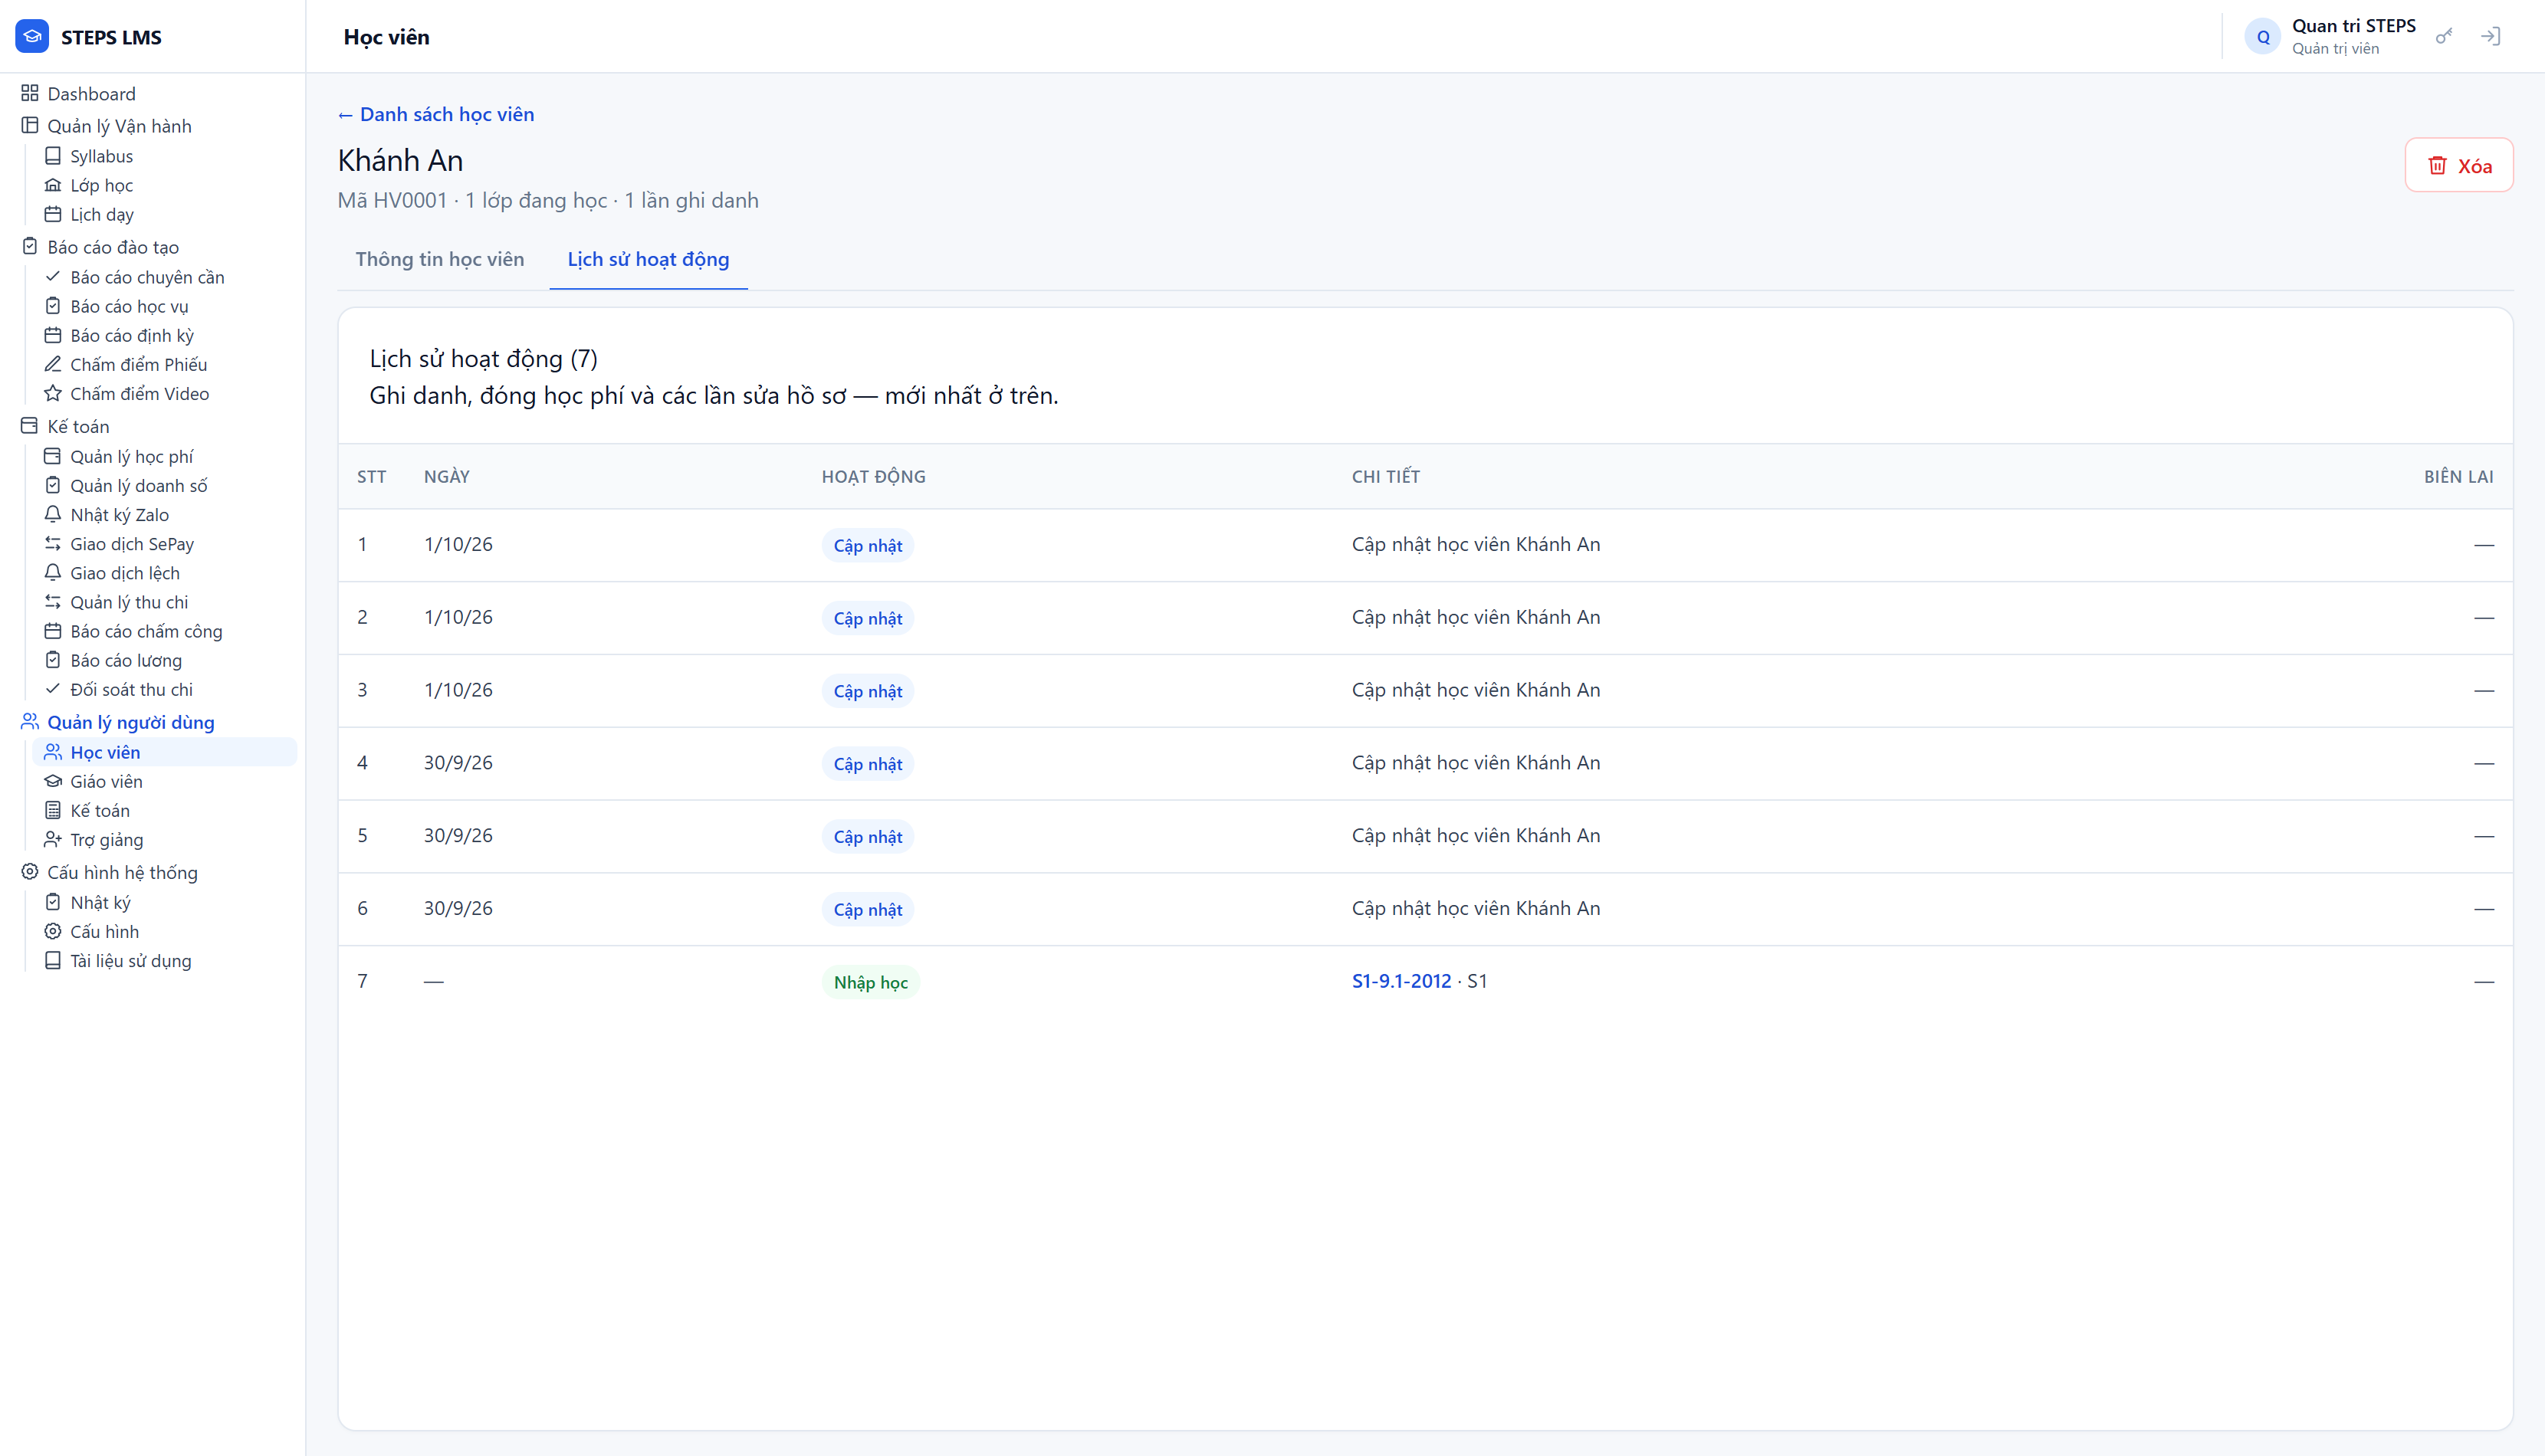 STEPS LMS
Học viên
Q
Quan tri STEPS
Quản trị viên
Dashboard
Quản lý Vận hành
Syllabus
Lớp học
Lịch dạy
Báo cáo đào tạo
Báo cáo chuyên cần
Báo cáo học vụ
Báo cáo định kỳ
Chấm điểm Phiếu
Chấm điểm Video
Kế toán
Quản lý học phí
Quản lý doanh số
Nhật ký Zalo
Giao dịch SePay
Giao dịch lệch
Quản lý thu chi
Báo cáo chấm công
Báo cáo lương
Đối soát thu chi
Quản lý người dùng
Học viên
Giáo viên
Kế toán
Trợ giảng
Cấu hình hệ thống
Nhật ký
Cấu hình
Tài liệu sử dụng
← Danh sách học viên
Khánh An
Mã HV0001 · 1 lớp đang học · 1 lần ghi danh
Xóa
Thông tin học viên Lịch sử hoạt động
Lịch sử hoạt động (7)
Ghi danh, đóng học phí và các lần sửa hồ sơ — mới nhất ở trên.
STT NGÀY HOẠT ĐỘNG CHI TIẾT BIÊN LAI
1 1/10/26 Cập nhật Cập nhật học viên Khánh An —
2 1/10/26 Cập nhật Cập nhật học viên Khánh An —
3 1/10/26 Cập nhật Cập nhật học viên Khánh An —
4 30/9/26 Cập nhật Cập nhật học viên Khánh An —
5 30/9/26 Cập nhật Cập nhật học viên Khánh An —
6 30/9/26 Cập nhật Cập nhật học viên Khánh An —
7 — Nhập học S1-9.1-2012 · S1 —